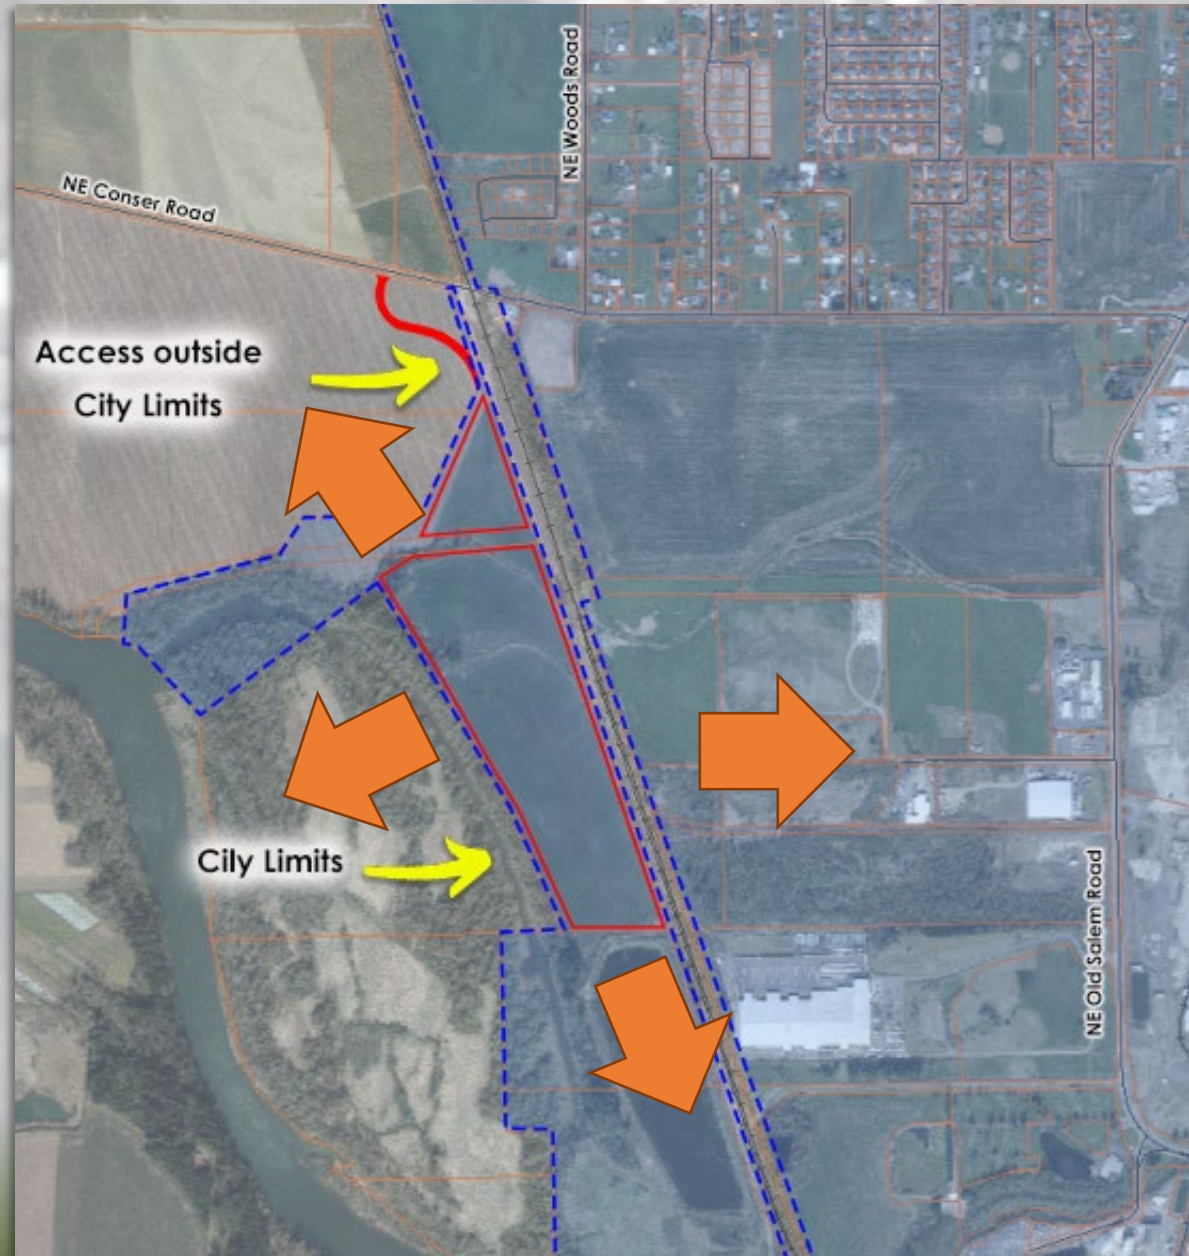 NE Woods Road
NE Conser Road
Access outside
City Limits
Cily Limits
NE Old Salem Road